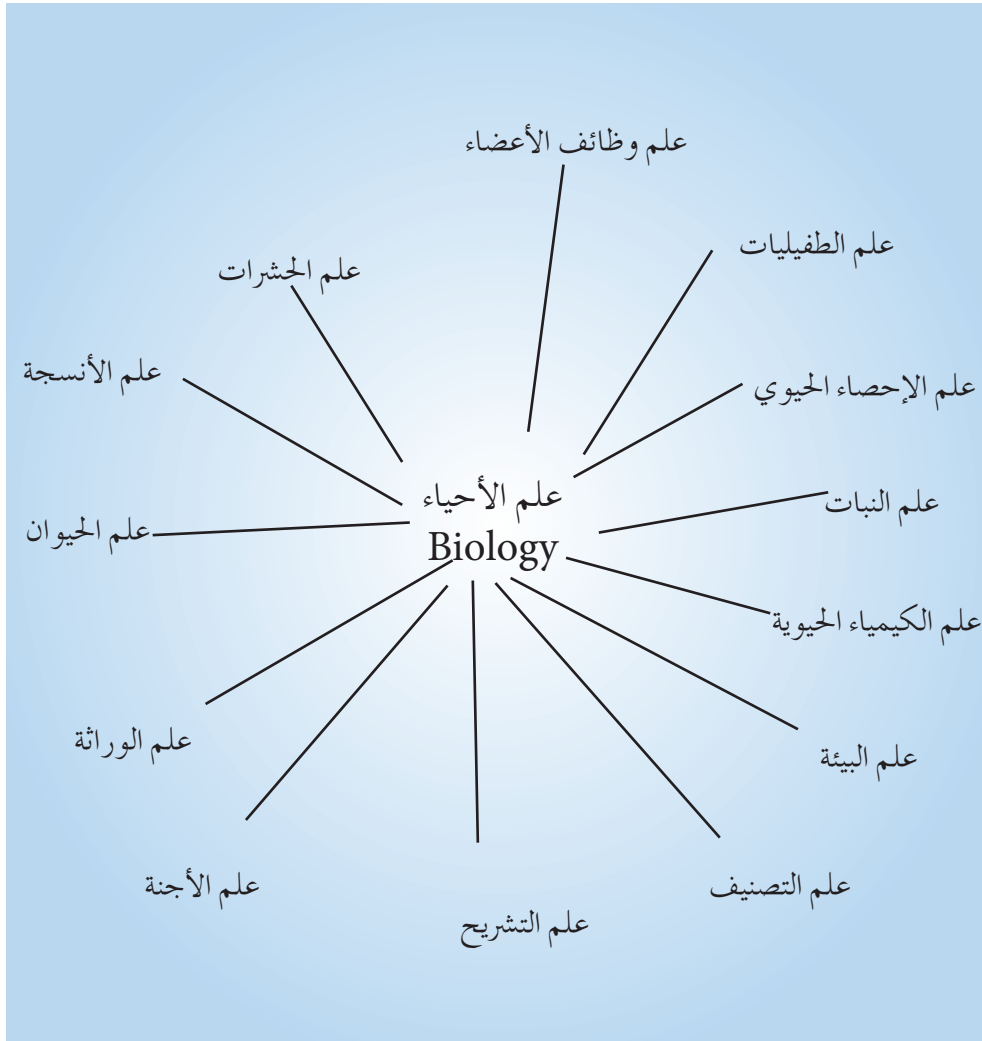 علم وظائف الأعضاء
علم الطفيليات
علم الحشرات
علم الأنسجة
علم الإحصاء الحيوي
علم الأحياء
Biology
علم النبات
علم الحيوان
علم الكيمياء الحيوية
علم الوراثة
علم البيئة
علم الأجنة
علم التصنيف
علم التشريح